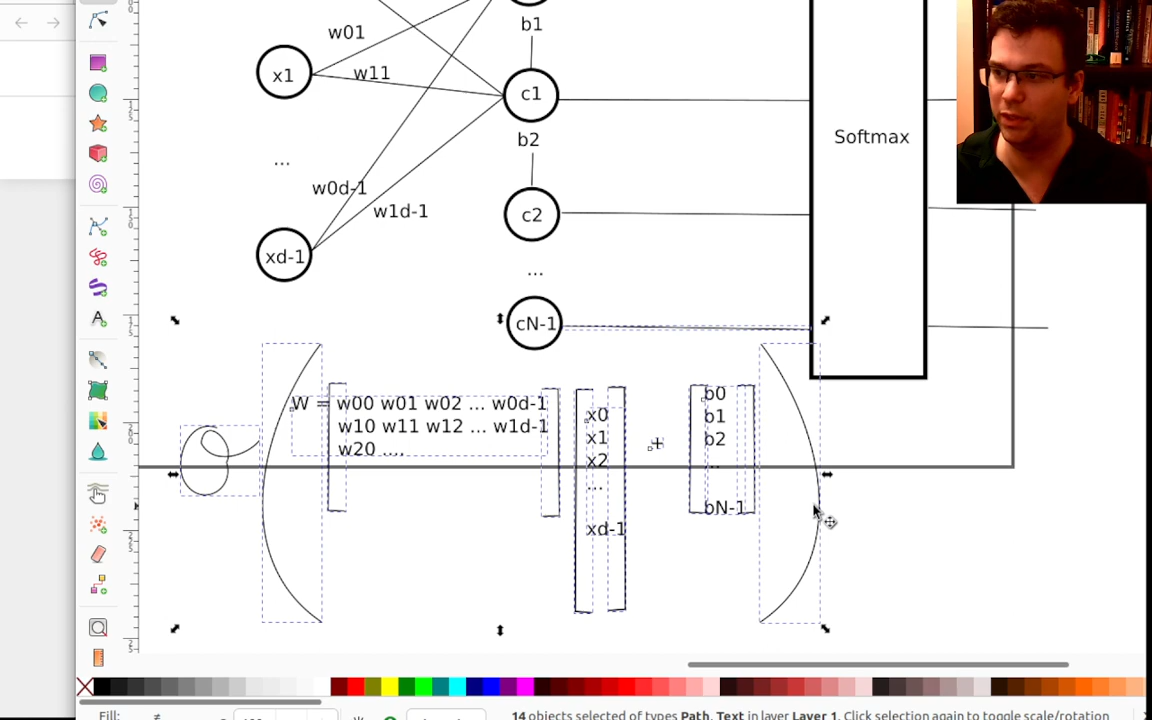 b1
w01
x1
w11
c1
b2
Softmax
...
w0d-1
w1d-1
c2
xd-1
...
cN-1
W = w00 w01 w02 ... w0d-1
w10 w11 w12 ... w1d-1
w20 ....
x0
x1
x2
...
xd-1
+
b0
b1
b2
...
bN-1
14 objects selected of types Path, Text in layer Layer 1. Click selection again to toggle scale/rotation
Fill: